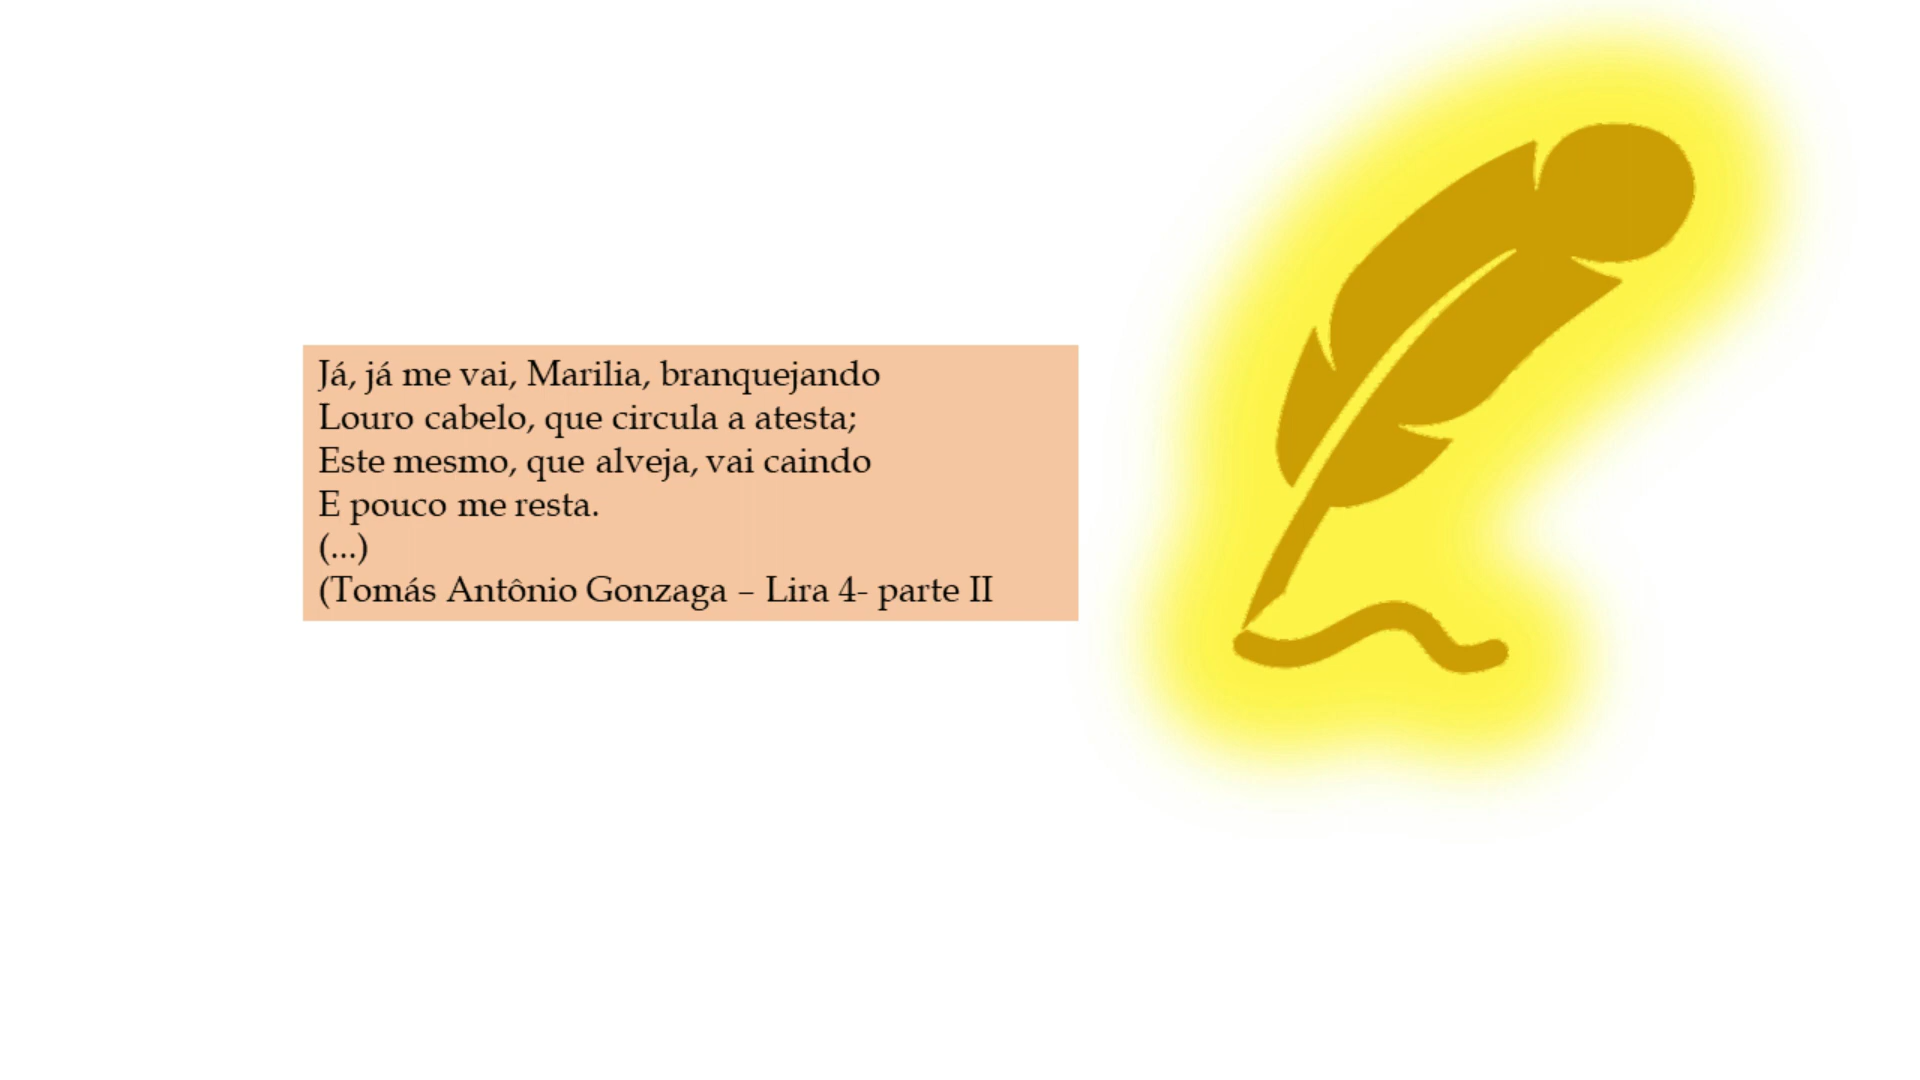 Já, já me vai, Marilia, branquejando
Louro cabelo, que circula a atesta;
Este mesmo, que alveja, vai caindo
E pouco me resta.
(...)
(Tomás Antônio Gonzaga – Lira 4- parte II